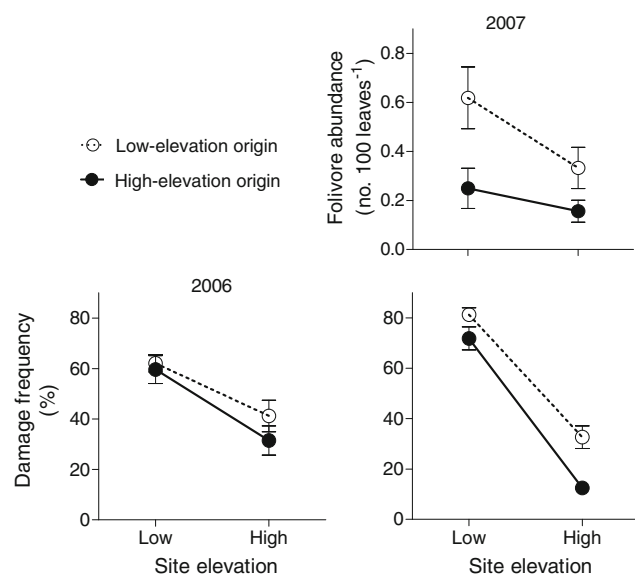 2007
Folivore abundance
(no. 100 leaves⁻¹)
0.8
0.6
0.4
0.2
0.0
Low-elevation origin
High-elevation origin
2006
Damage frequency
(%)
80
60
40
20
0
Low
High
Site elevation
80
60
40
20
0
Low
High
Site elevation